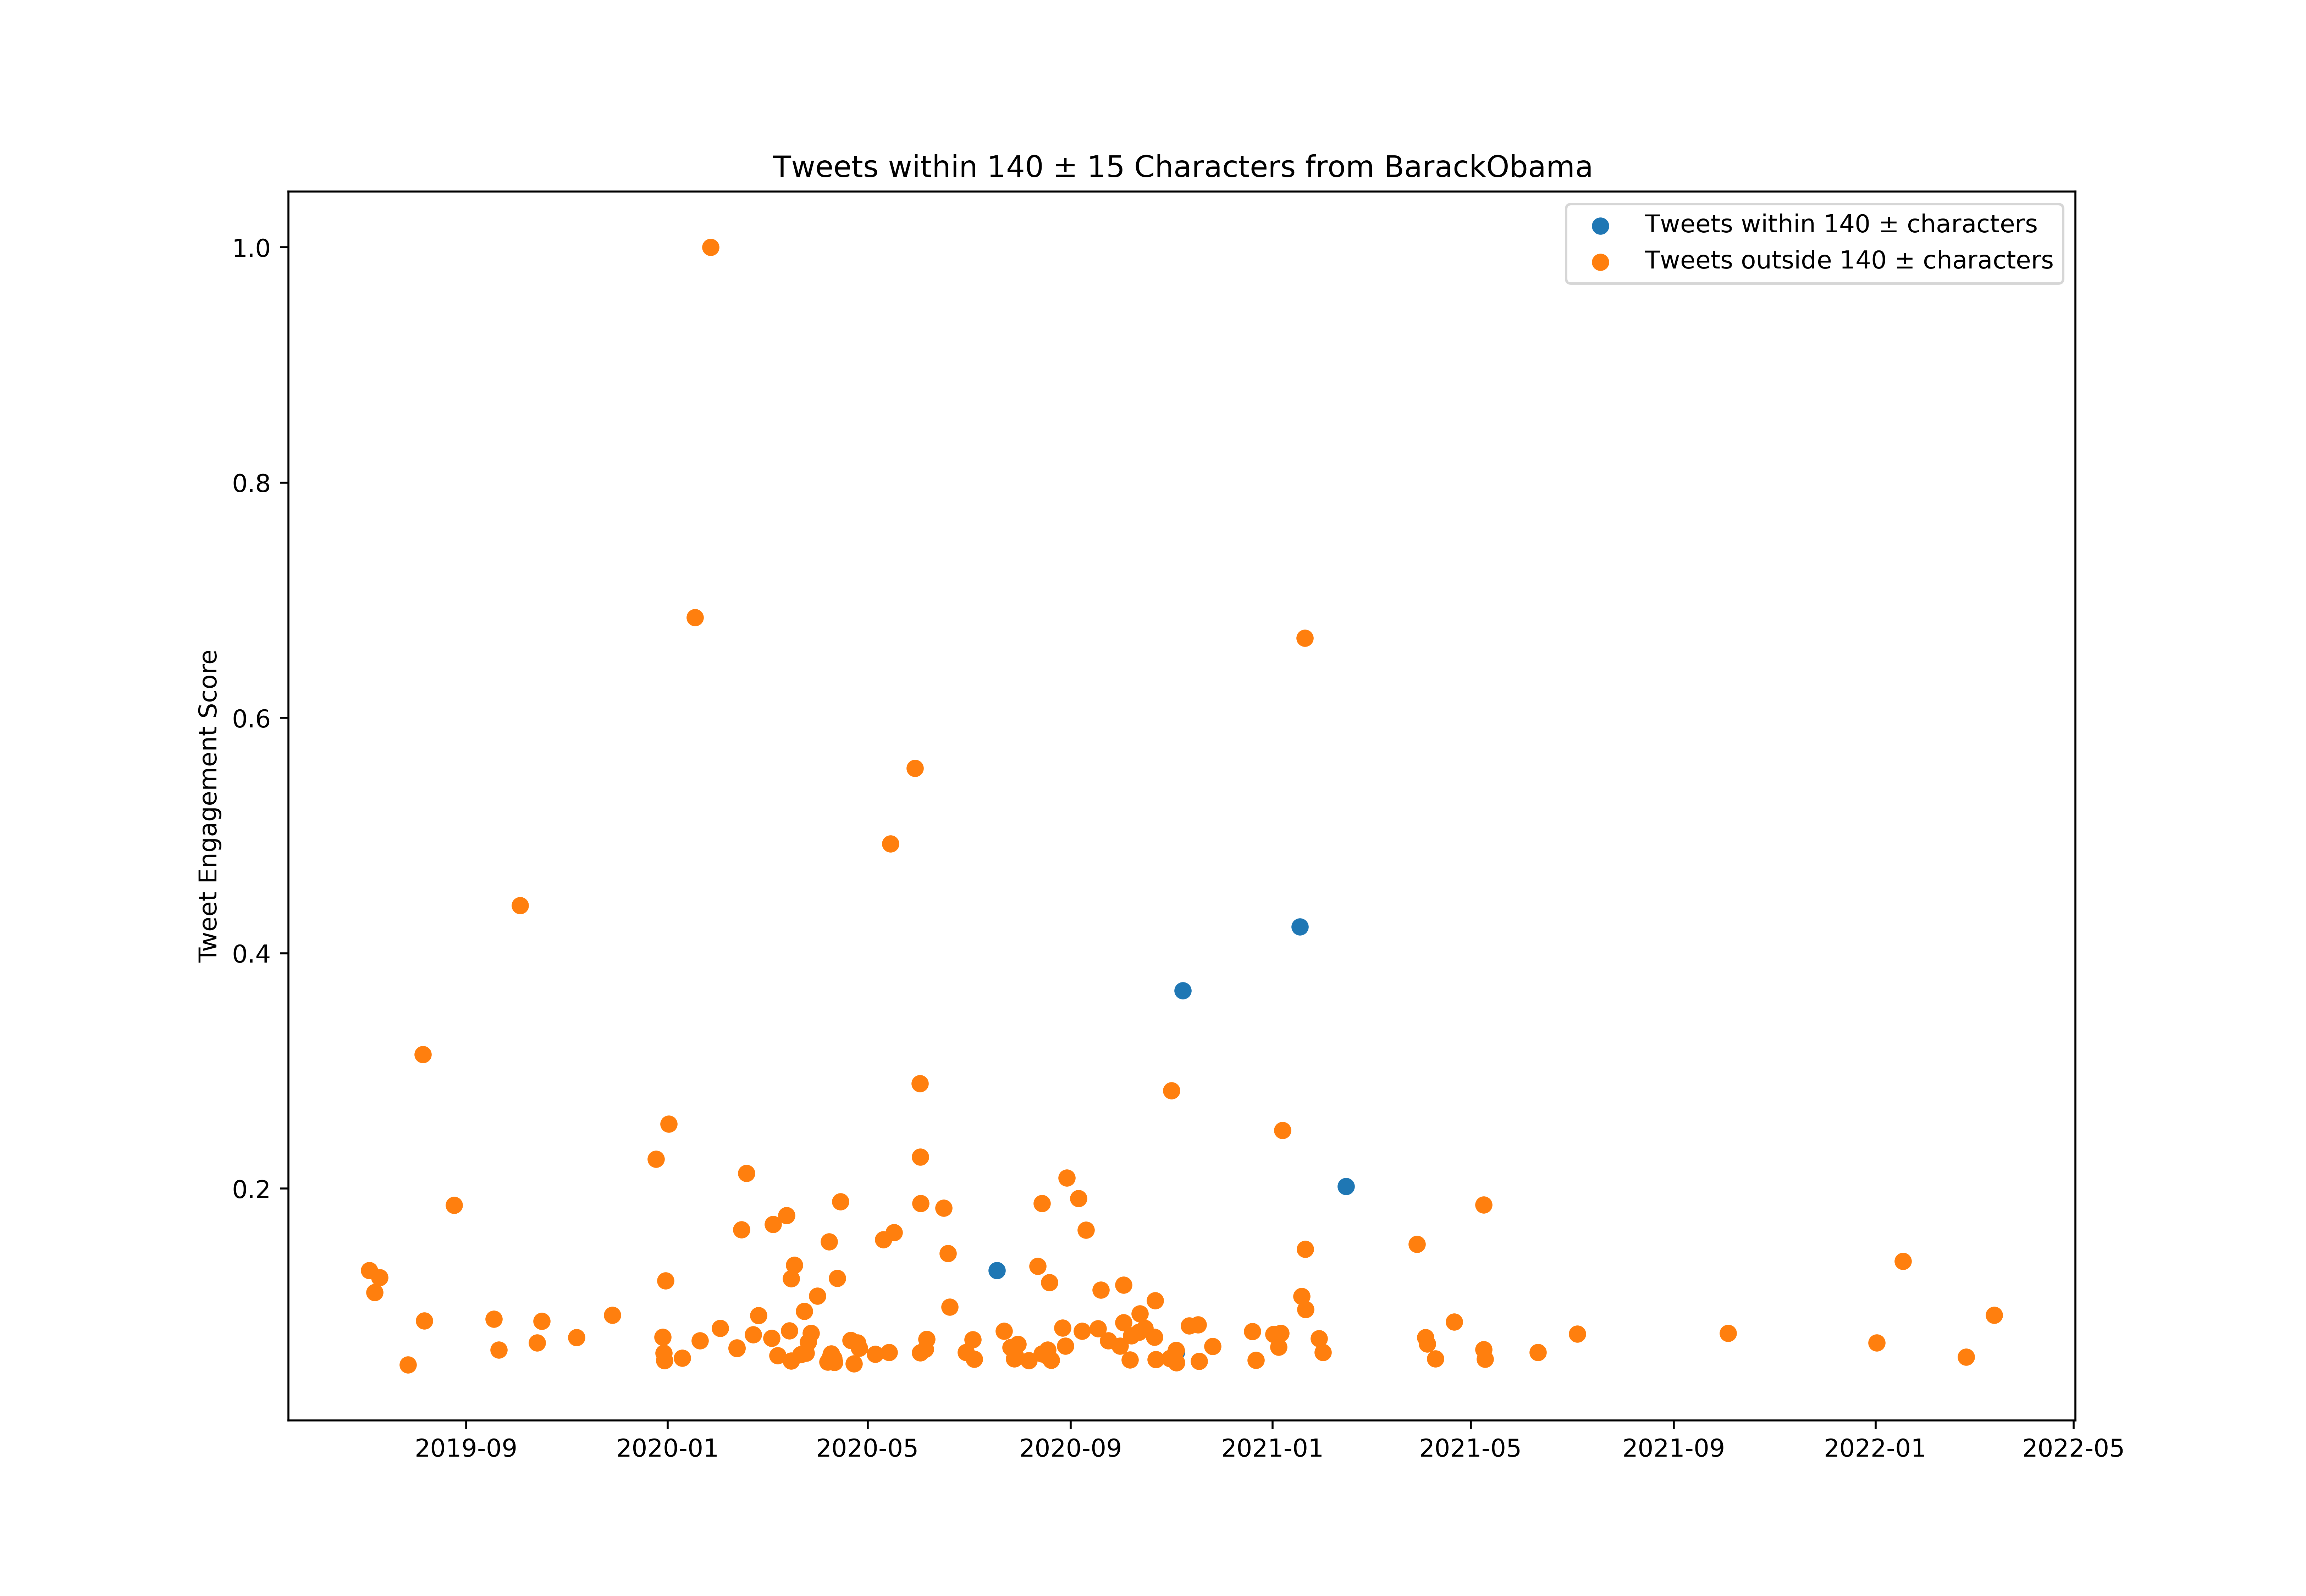 Tweets within 140 ± 15 Characters from BarackObama
Tweets within 140 ± characters
Tweets outside 140 ± characters
Tweet Engagement Score
1.0
0.8
0.6
0.4
0.2
2019-09 2020-01 2020-05 2020-09 2021-01 2021-05 2021-09 2022-01 2022-05